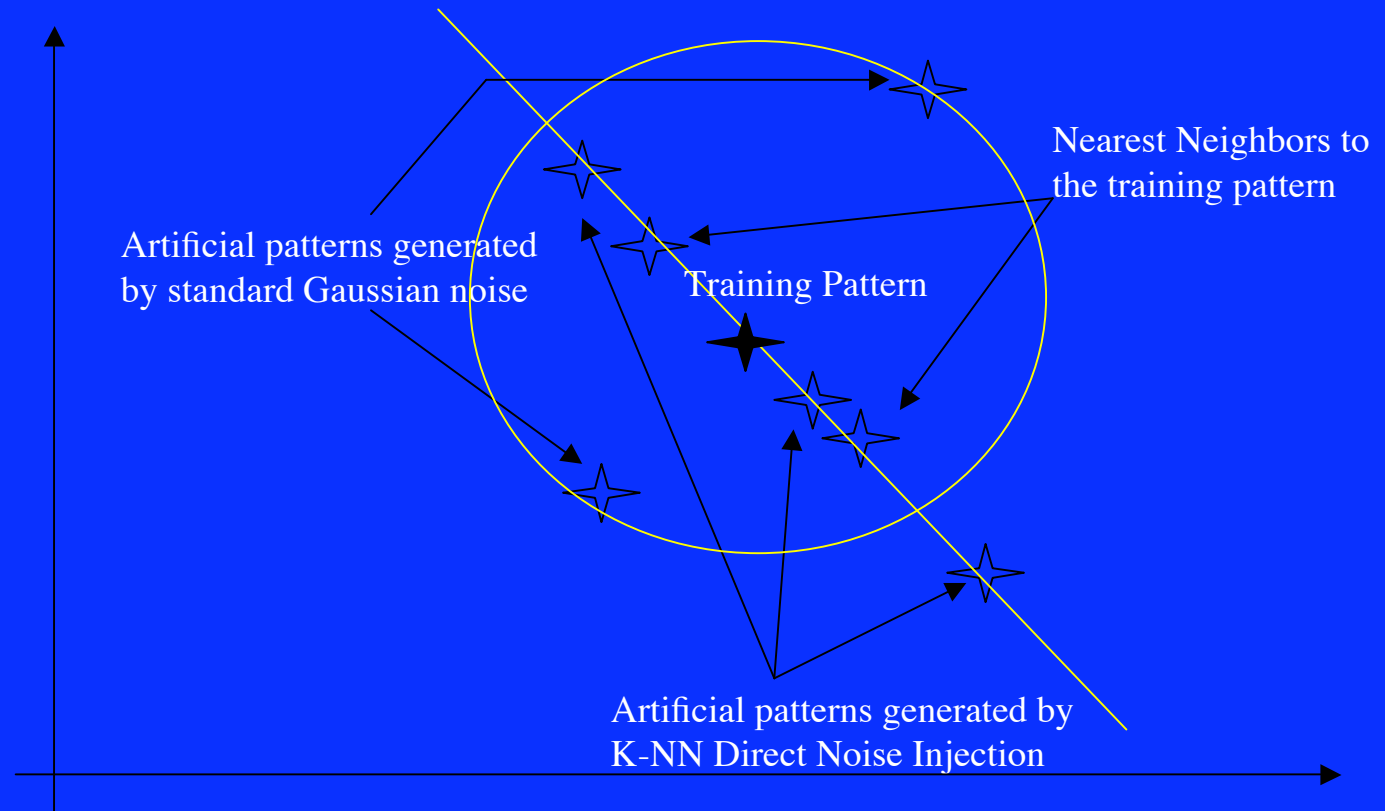 Nearest Neighbors to
the training pattern
Artificial patterns generated
by standard Gaussian noise
Training Pattern
Artificial patterns generated by
K-NN Direct Noise Injection